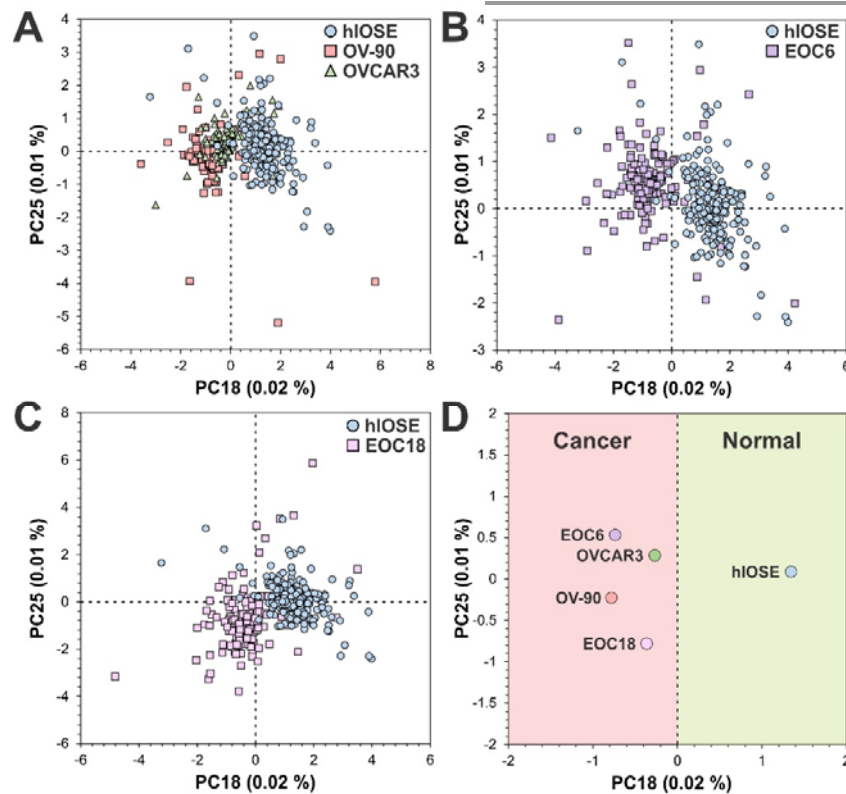 A
hIOSE
OV-90
OVCAR3
4
3
2
1
0
-1
-2
-3
-4
-5
-6
-6 -4 -2 0 2 4 6 8
PC25 (0.01 %)
PC18 (0.02 %)
B
hIOSE
EOC6
4
3
2
1
0
-1
-2
-3
-6 -4 -2 0 2 4 6
PC25 (0.01 %)
PC18 (0.02 %)
C
hIOSE
EOC18
8
6
4
2
0
-2
-4
-6
-6 -4 -2 0 2 4 6
PC25 (0.01 %)
PC18 (0.02 %)
D
Cancer Normal
EOC6
OVCAR3
hIOSE
OV-90
EOC18
2
1.5
1
0.5
0
-0.5
-1
-1.5
-2
-2 -1 0 1 2
PC25 (0.01 %)
PC18 (0.02 %)